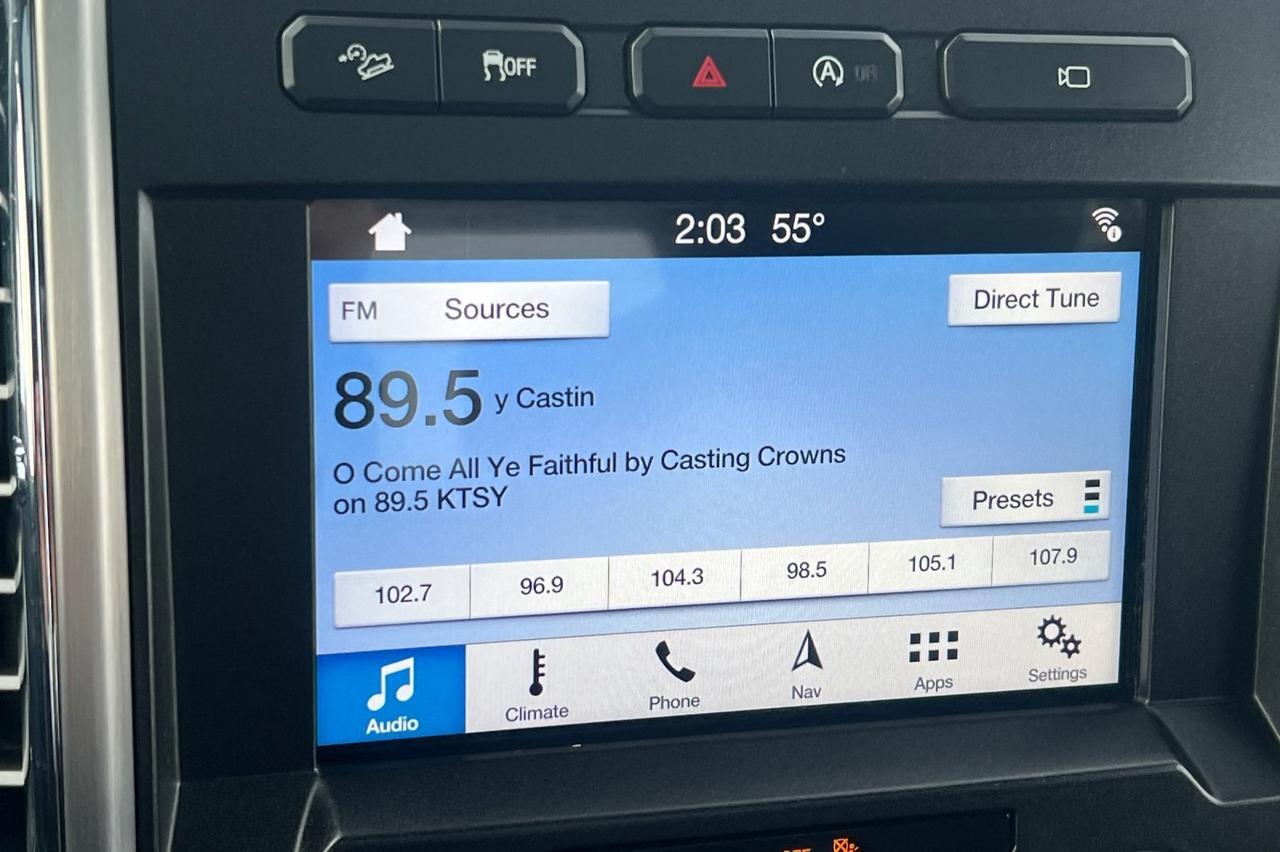 OFF
A OFF
2:03 55°
FM Sources
Direct Tune
89.5 y Castin
O Come All Ye Faithful by Casting Crowns
on 89.5 KTSY
Presets
102.7 96.9 104.3 98.5 105.1 107.9
Audio Climate Phone Nav Apps Settings